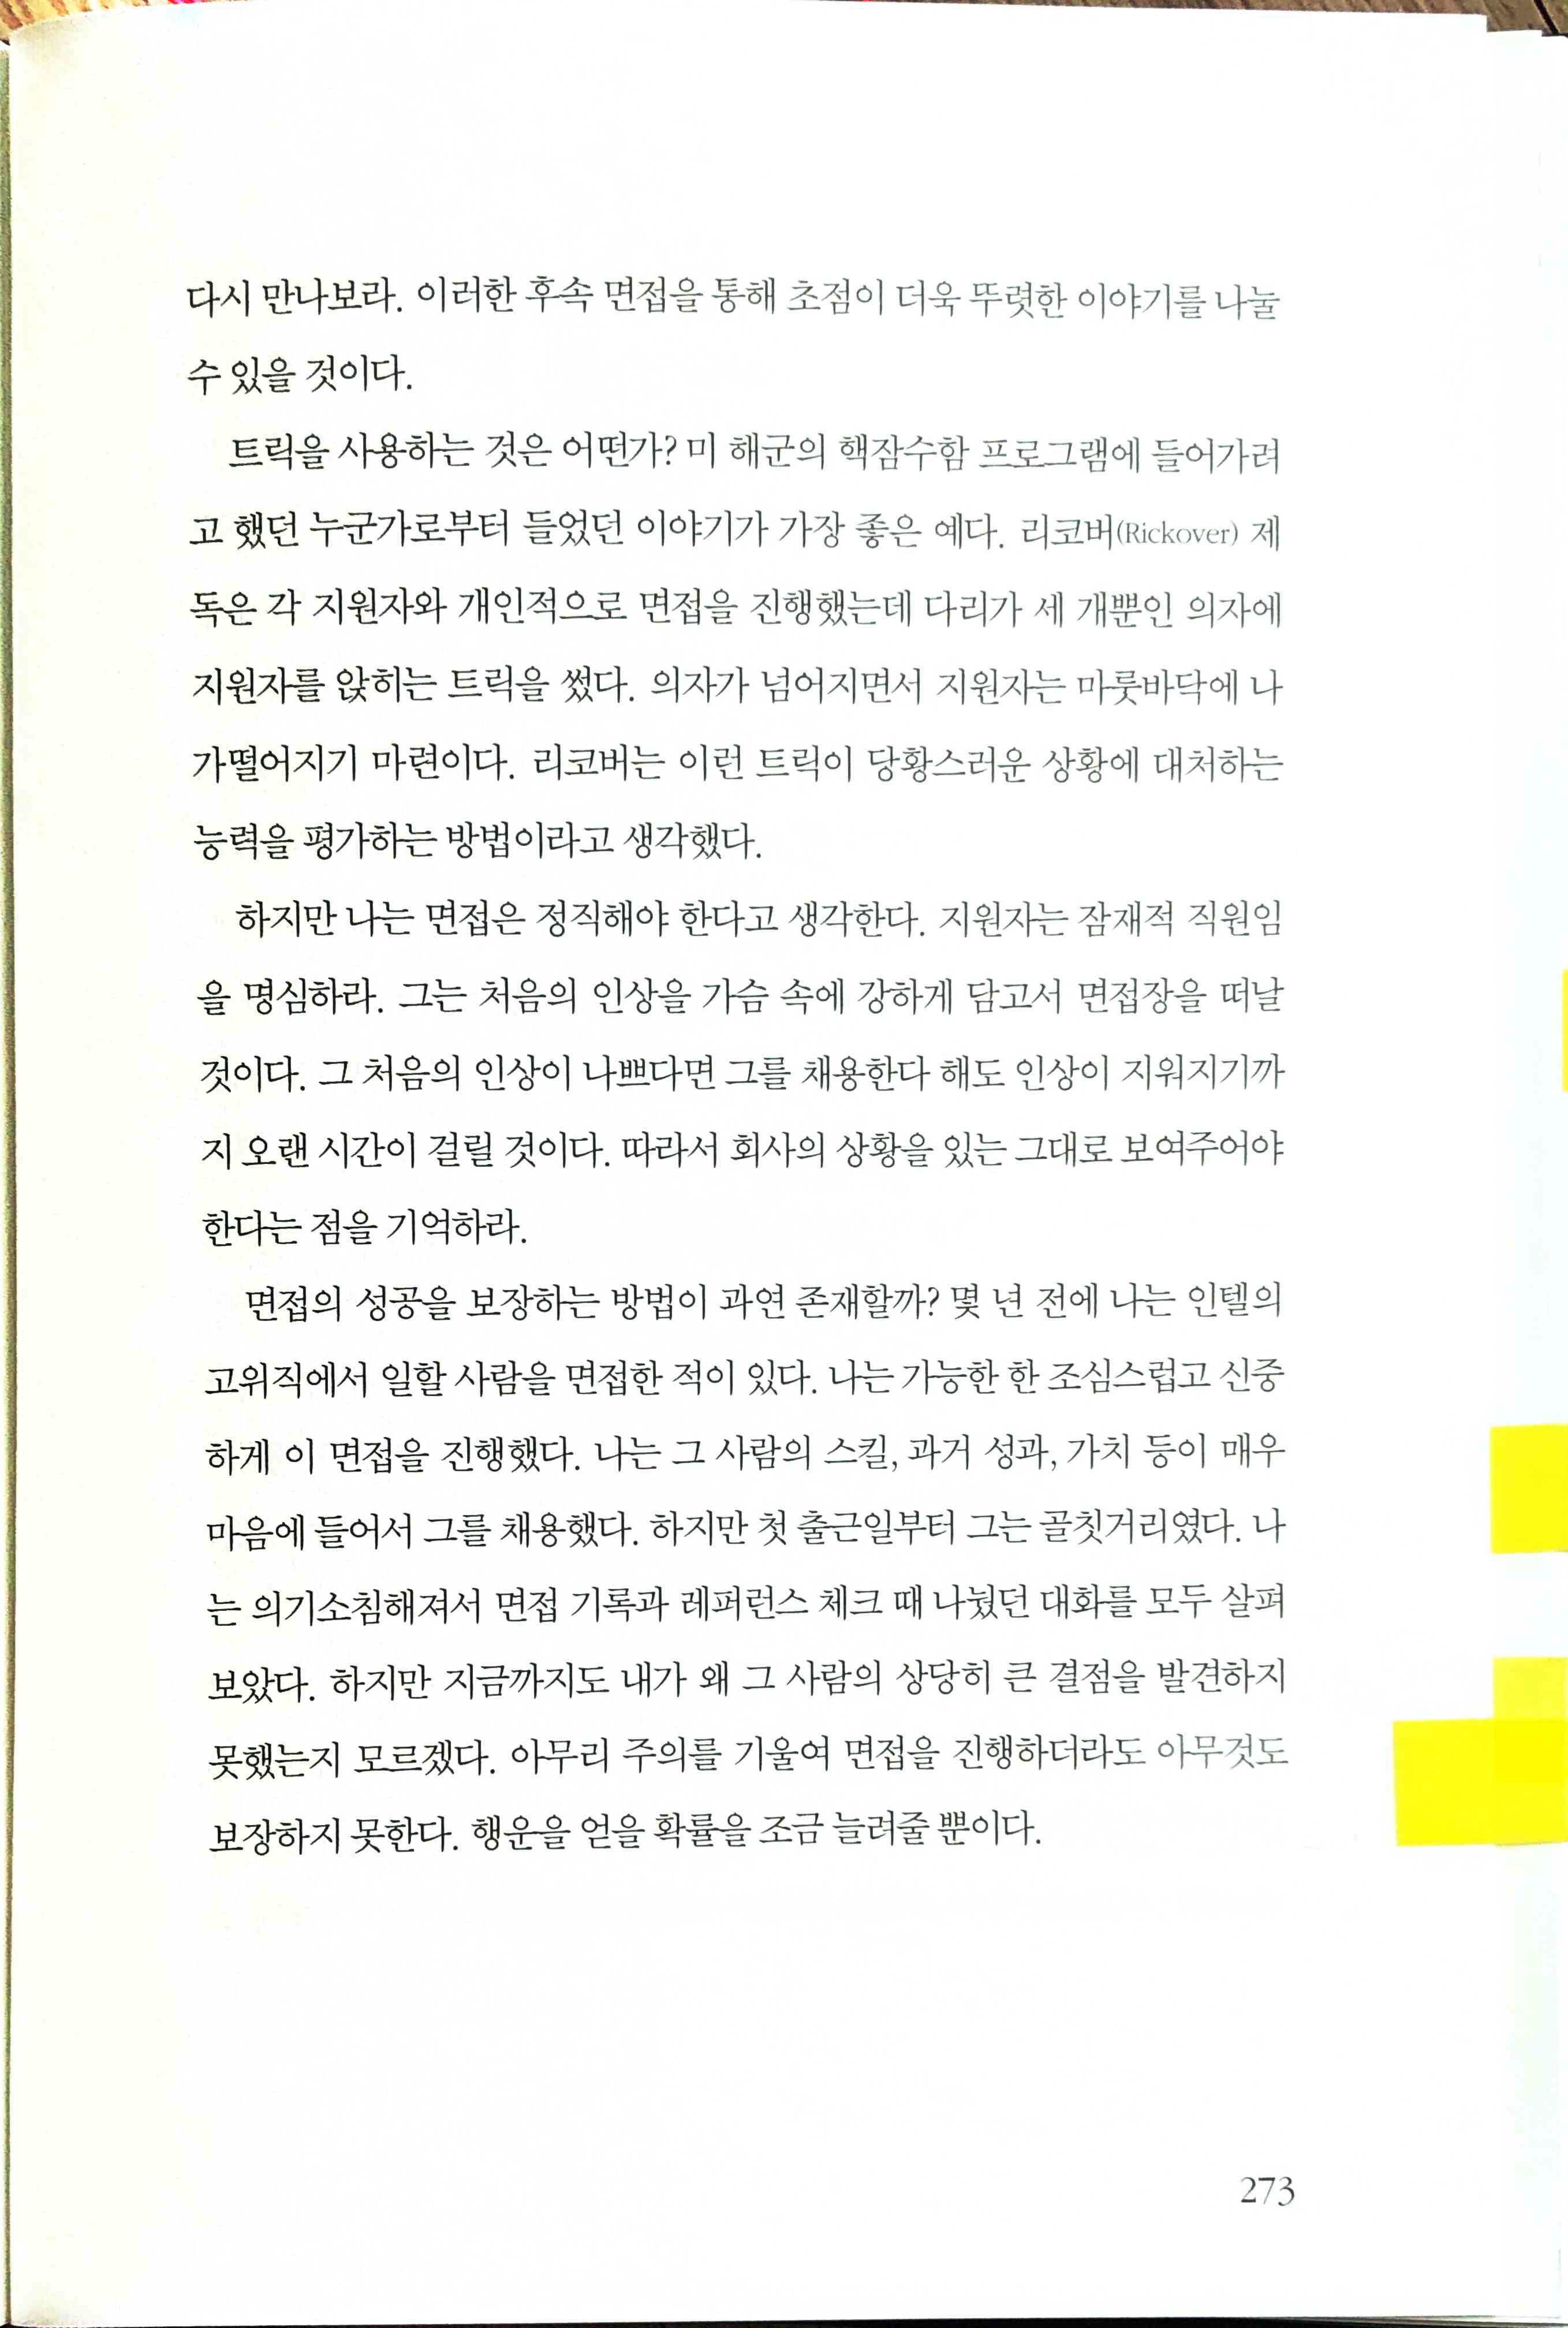 다시 만나보라. 이러한 후속 면접을 통해 초점이 더욱 뚜렷한 이야기를 나눌
수 있을 것이다.
트릭을 사용하는 것은 어떤가? 미 해군의 핵잠수함 프로그램에 들어가려
고 했던 누군가로부터 들었던 이야기가 가장 좋은 예다. 리코버(Rickover) 제
독은 각 지원자와 개인적으로 면접을 진행했는데 다리가 세 개뿐인 의자에
지원자를 앉히는 트릭을 썼다. 의자가 넘어지면서 지원자는 마룻바닥에 나
가떨어지기 마련이다. 리코버는 이런 트릭이 당황스러운 상황에 대처하는
능력을 평가하는 방법이라고 생각했다.
하지만 나는 면접은 정직해야 한다고 생각한다. 지원자는 잠재적 직원임
을 명심하라. 그는 처음의 인상을 가슴 속에 강하게 담고서 면접장을 떠날
것이다. 그 처음의 인상이 나쁘다면 그를 채용한다 해도 인상이 지워지기까
지 오랜 시간이 걸릴 것이다. 따라서 회사의 상황을 있는 그대로 보여주어야
한다는 점을 기억하라.
면접의 성공을 보장하는 방법이 과연 존재할까? 몇 년 전에 나는 인텔의
고위직에서 일할 사람을 면접한 적이 있다. 나는 가능한 한 조심스럽고 신중
하게 이 면접을 진행했다. 나는 그 사람의 스킬, 과거 성과, 가치 등이 매우
마음에 들어서 그를 채용했다. 하지만 첫 출근일부터 그는 골칫거리였다. 나
는 의기소침해져서 면접 기록과 레퍼런스 체크 때 나눴던 대화를 모두 살펴
보았다. 하지만 지금까지도 내가 왜 그 사람의 상당히 큰 결점을 발견하지
못했는지 모르겠다. 아무리 주의를 기울여 면접을 진행하더라도 아무것도
보장하지 못한다. 행운을 얻을 확률을 조금 늘려줄 뿐이다.
273